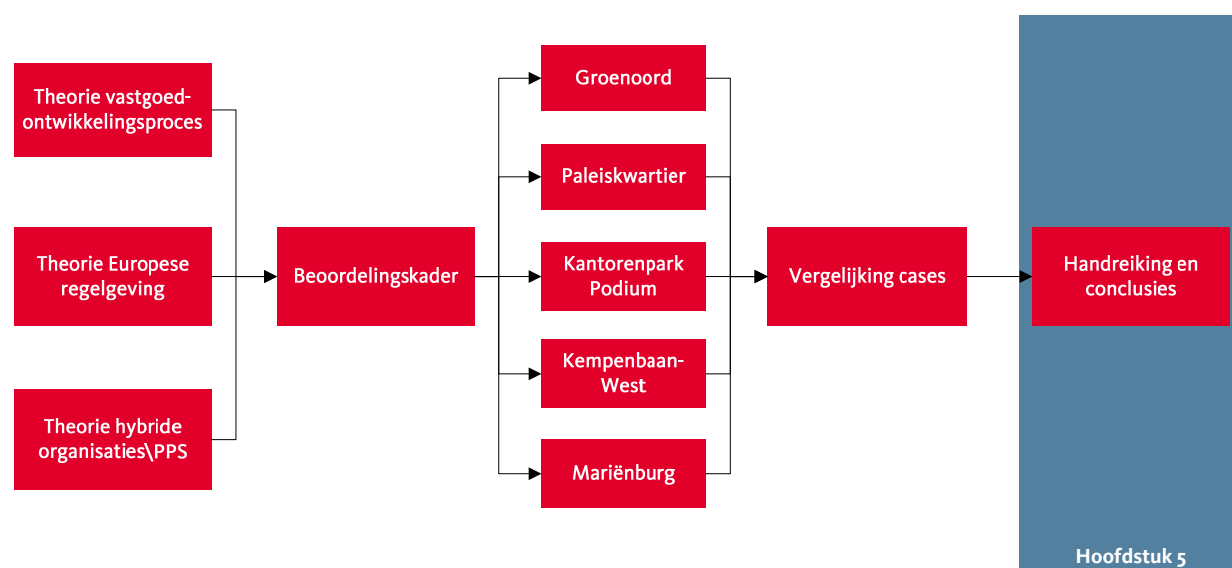 Theorie vastgoed-
ontwikkelingsproces
Theorie Europese
regelgeving
Theorie hybride
organisaties\PPS
Beoordelingskader
Groenoord
Paleiskwartier
Kantorenpark
Podium
Kempenbaan-
West
Mariënburg
Vergelijking cases
Handreiking en
conclusies
Hoofdstuk 5